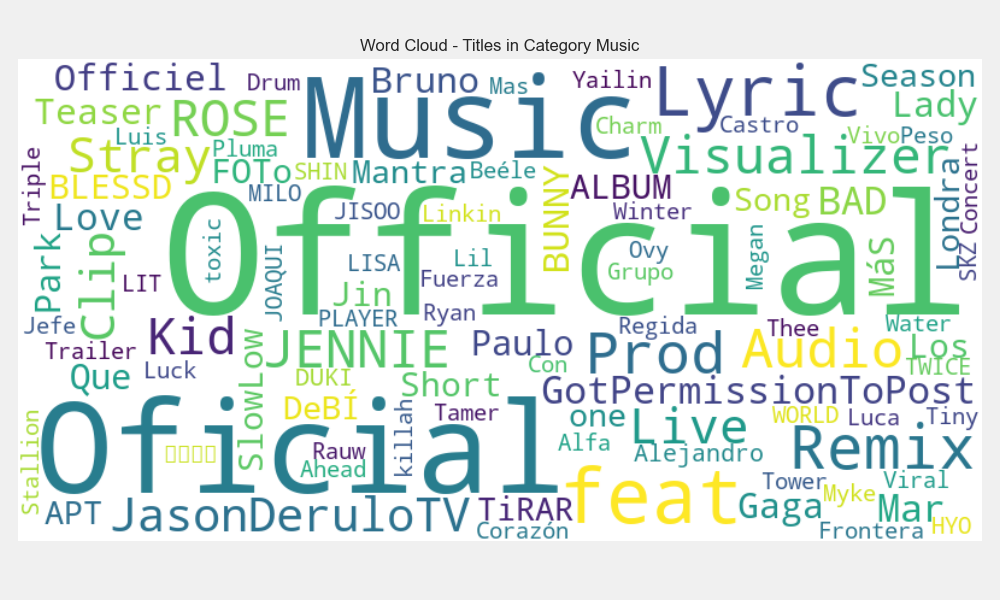 Word Cloud - Titles in Category Music
Officiel
Drum
Bruno
Mas
Yailin
Lyric
Season
Teaser
ROSE
Music
Charm
Castro
Lady
Luis
Vivo
Peso
Triple
Stray
Pluma
FOTo
SHIN
Mantra
Beéle
Visualizer
BLESSD
MILO
BUNNY
ALBUM
Song
BAD
Londra
Concert
Love
JISOO
Linkin
Winter
Official
Park
Clip
toxic
JOAQUI
LISA
Lil
Fuerza
Ovy
Grupo
Megan
Más
SKZ
LIT
Jin
Jefe
Kid
PLAYER
Ryan
Regida
Thee
Water
Trailer
JENNIE
Paulo
Prod
Audio
Los
Que
Luck
SlowLow
DUKI
Short
Con
TWICE
GotPermissionToPost
DeBÍ
killah
Tamer
one
Live
WORLD
Luca
Tiny
Stallion
Oficial
Rauw
Ahead
Alfa
Alejandro
Remix
feat
Tower
Viral
APT
JasonDeruloTV
TiRAR
Gaga
Myke
Mar
Corazón
Frontera
HYO